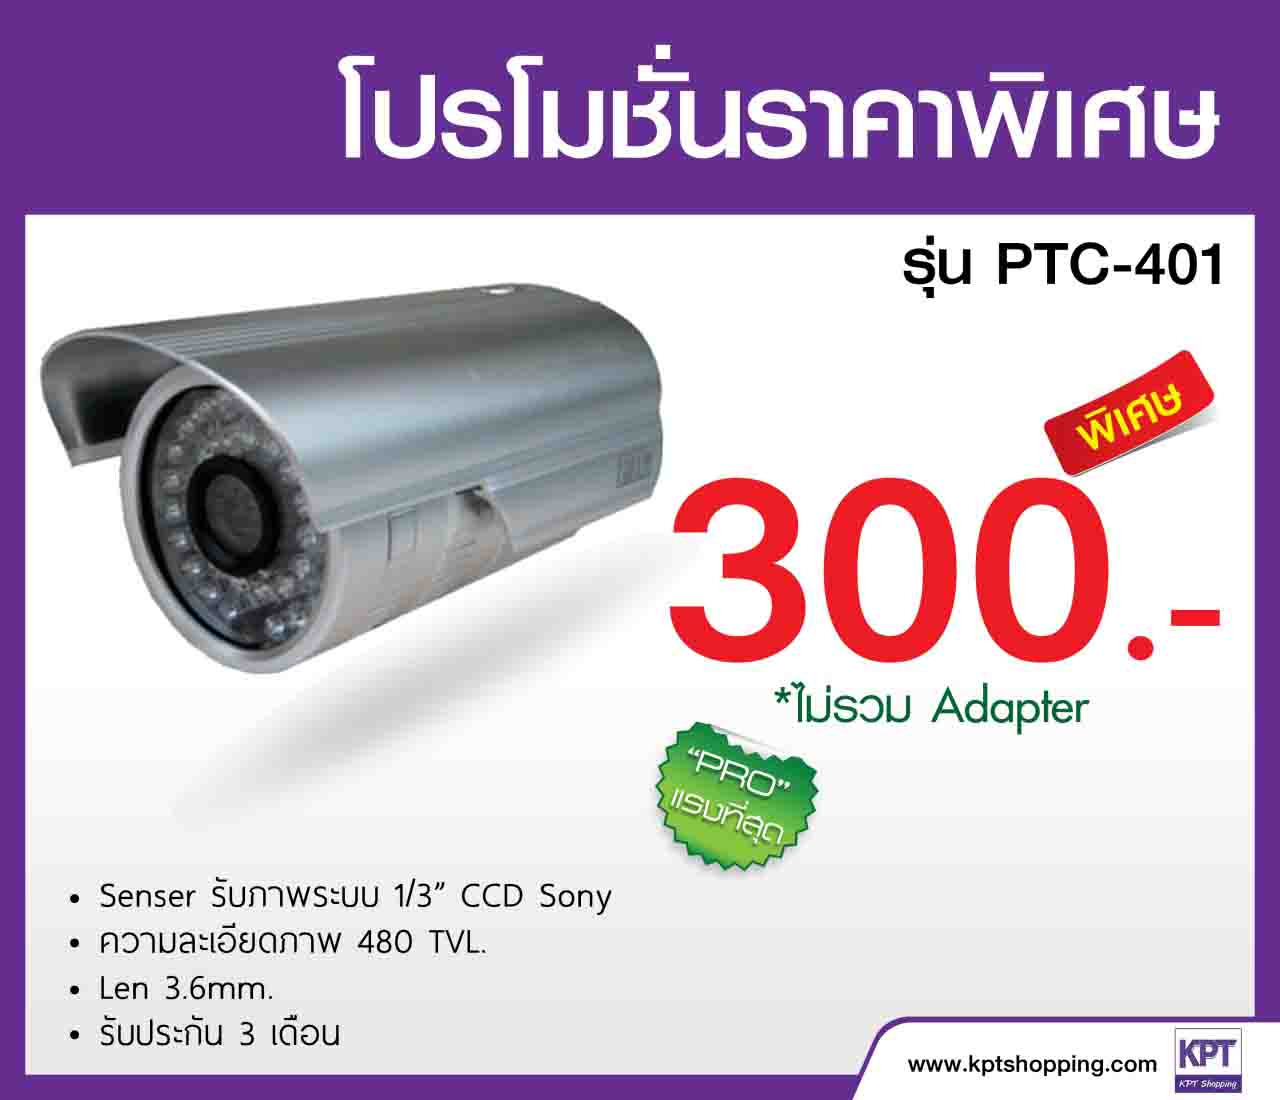 โปรโมชั่นราคาพิเศษ
รุ่น PTC-401
พิเศษ
300.-
*ไม่รวม Adapter
“PRO”
แรงที่สุด
• Senser รับภาพระบบ 1/3” CCD Sony
• ความละเอียดภาพ 480 TVL.
• Len 3.6mm.
• รับประกัน 3 เดือน
www.kptshopping.com
KPT
KPT Shopping